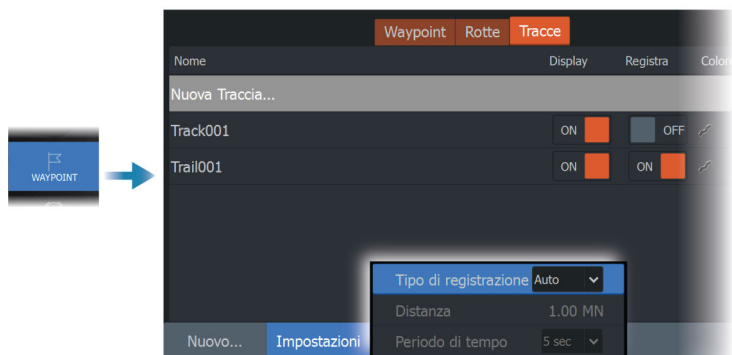 Waypoint Rotte Tracce
Nome Display Registra Colore
Nuova Traccia...
Track001 ON OFF
Trail001 ON ON
WAYPOINT
Tipo di registrazione Auto
Distanza 1.00 MN
Nuovo... Impostazioni Periodo di tempo 5 sec